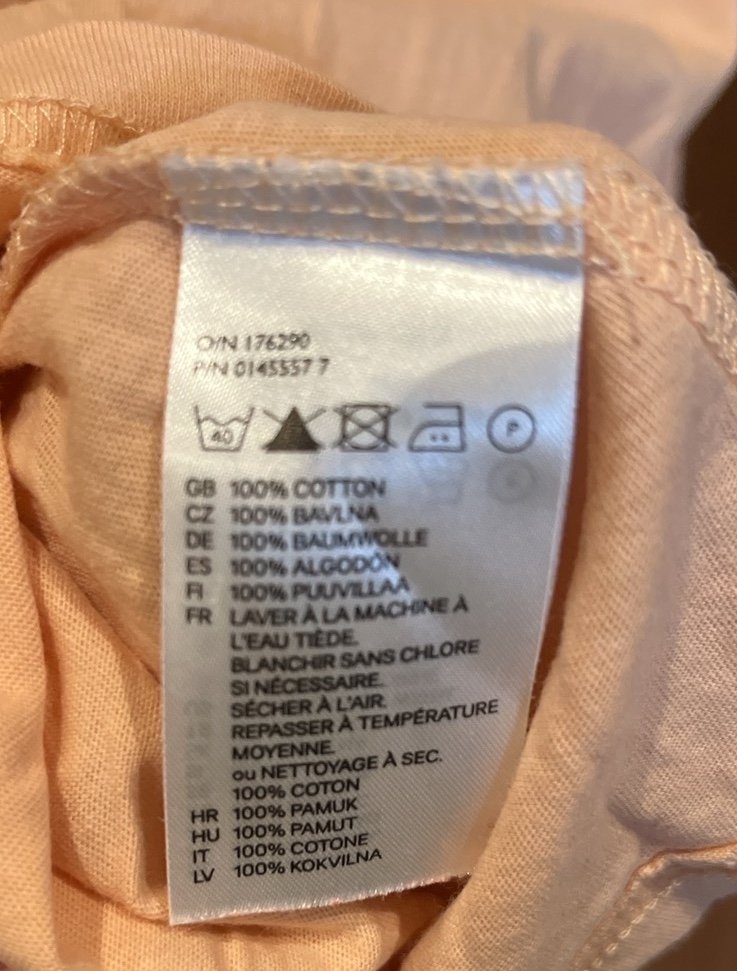 O/N 176290
P/N 0145557 7
40 P
GB 100% COTTON
CZ 100% BAVLNA
DE 100% BAUMWOLLE
ES 100% ALGODÓN
FI 100% PUUVILLAA
FR LAVER À LA MACHINE À
L'EAU TIÈDE.
BLANCHIR SANS CHLORE
SI NÉCESSAIRE.
SÉCHER À L'AIR.
REPASSER À TEMPÉRATURE
MOYENNE.
ou NETTOYAGE À SEC.
100% COTON
HR 100% PAMUK
HU 100% PAMUT
IT 100% COTONE
LV 100% KOKVILNA